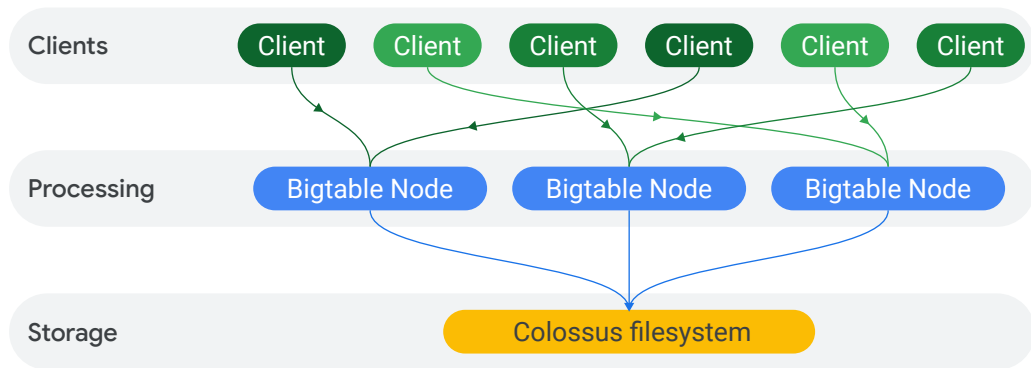 Clients Client Client Client Client Client Client
Processing Bigtable Node Bigtable Node Bigtable Node
Storage Colossus filesystem